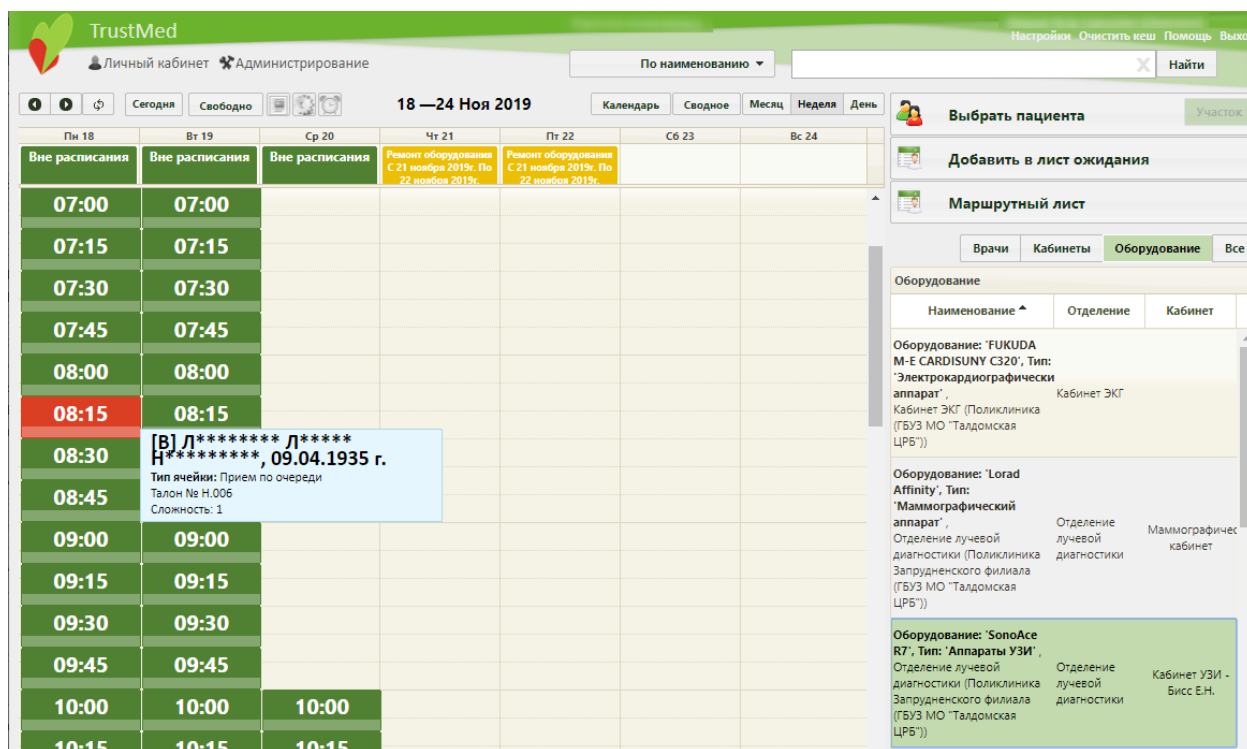 TrustMed
Настройки Очистить кеш Помощь Выхо
Личный кабинет Администрирование
По наименованию
X Найти
Сегодня Свободно 18 —24 Ноя 2019 Календарь Сводное Месяц Неделя День
Пн 18 Вт 19 Ср 20 Чт 21 Пт 22 Сб 23 Вс 24
Вне расписания Вне расписания Вне расписания
Ремонт оборудования
С 21 ноября 2019г. По
22 ноября 2019г.
Ремонт оборудования
С 21 ноября 2019г. По
22 ноября 2019г.
07:00 07:00
07:15 07:15
07:30 07:30
07:45 07:45
08:00 08:00
08:15 08:15
08:30
08:45
09:00 09:00
09:15 09:15
09:30 09:30
09:45 09:45
10:00 10:00 10:00
10:15 10:15 10:15
[В] Л******** Л*****
Н*********, 09.04.1935 г.
Тип ячейки: Прием по очереди
Талон № Н.006
Сложность: 1
Выбрать пациента
Участок
Добавить в лист ожидания
Маршрутный лист
Врачи Кабинеты Оборудование Все
Оборудование
Наименование Отделение Кабинет
Оборудование: 'FUKUDA
M-E CARDISUNY C320', Тип:
'Электрокардиографически
аппарат' ,
Кабинет ЭКГ (Поликлиника
(ГБУЗ МО "Талдомская
ЦРБ"))
Кабинет ЭКГ
Оборудование: 'Lorad
Affinity', Тип:
'Маммографический
аппарат' ,
Отделение лучевой
диагностики (Поликлиника
Запрудненского филиала
(ГБУЗ МО "Талдомская
ЦРБ"))
Отделение
лучевой
диагностики
Маммографичес
кабинет
Оборудование: 'SonoAce
R7', Тип: 'Аппараты УЗИ' ,
Отделение лучевой
диагностики (Поликлиника
Запрудненского филиала
(ГБУЗ МО "Талдомская
ЦРБ"))
Отделение
лучевой
диагностики
Кабинет УЗИ -
Бисс Е.Н.